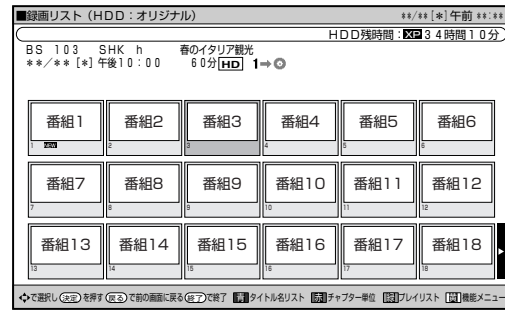 ■録画リスト（HDD：オリジナル） **/**[*]午前**:**
HDD残時間：XP34時間10分
BS 103 SHK h 春のイタリア観光
**/**[*]午後10:00 60分 HD 1➡
番組1 番組2 番組3 番組4 番組5 番組6
1 NEW 2 3 4 5 6
番組7 番組8 番組9 番組10 番組11 番組12
7 8 9 10 11 12
番組13 番組14 番組15 番組16 番組17 番組18
13 14 15 16 17 18
で選択し 決定 を押す 戻る で前の画面に戻る 終了 で終了 青 タイトル名リスト 赤 チャプター単位 プレイリスト 機能メニュー